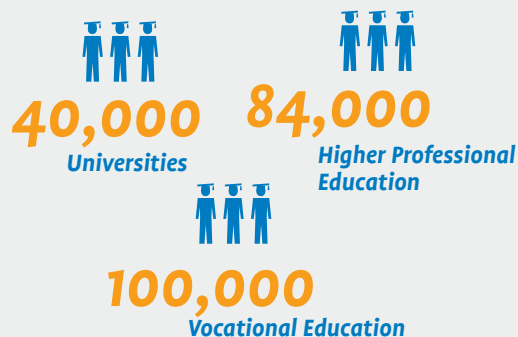 40,000
Universities
84,000
Higher Professional
Education
100,000
Vocational Education